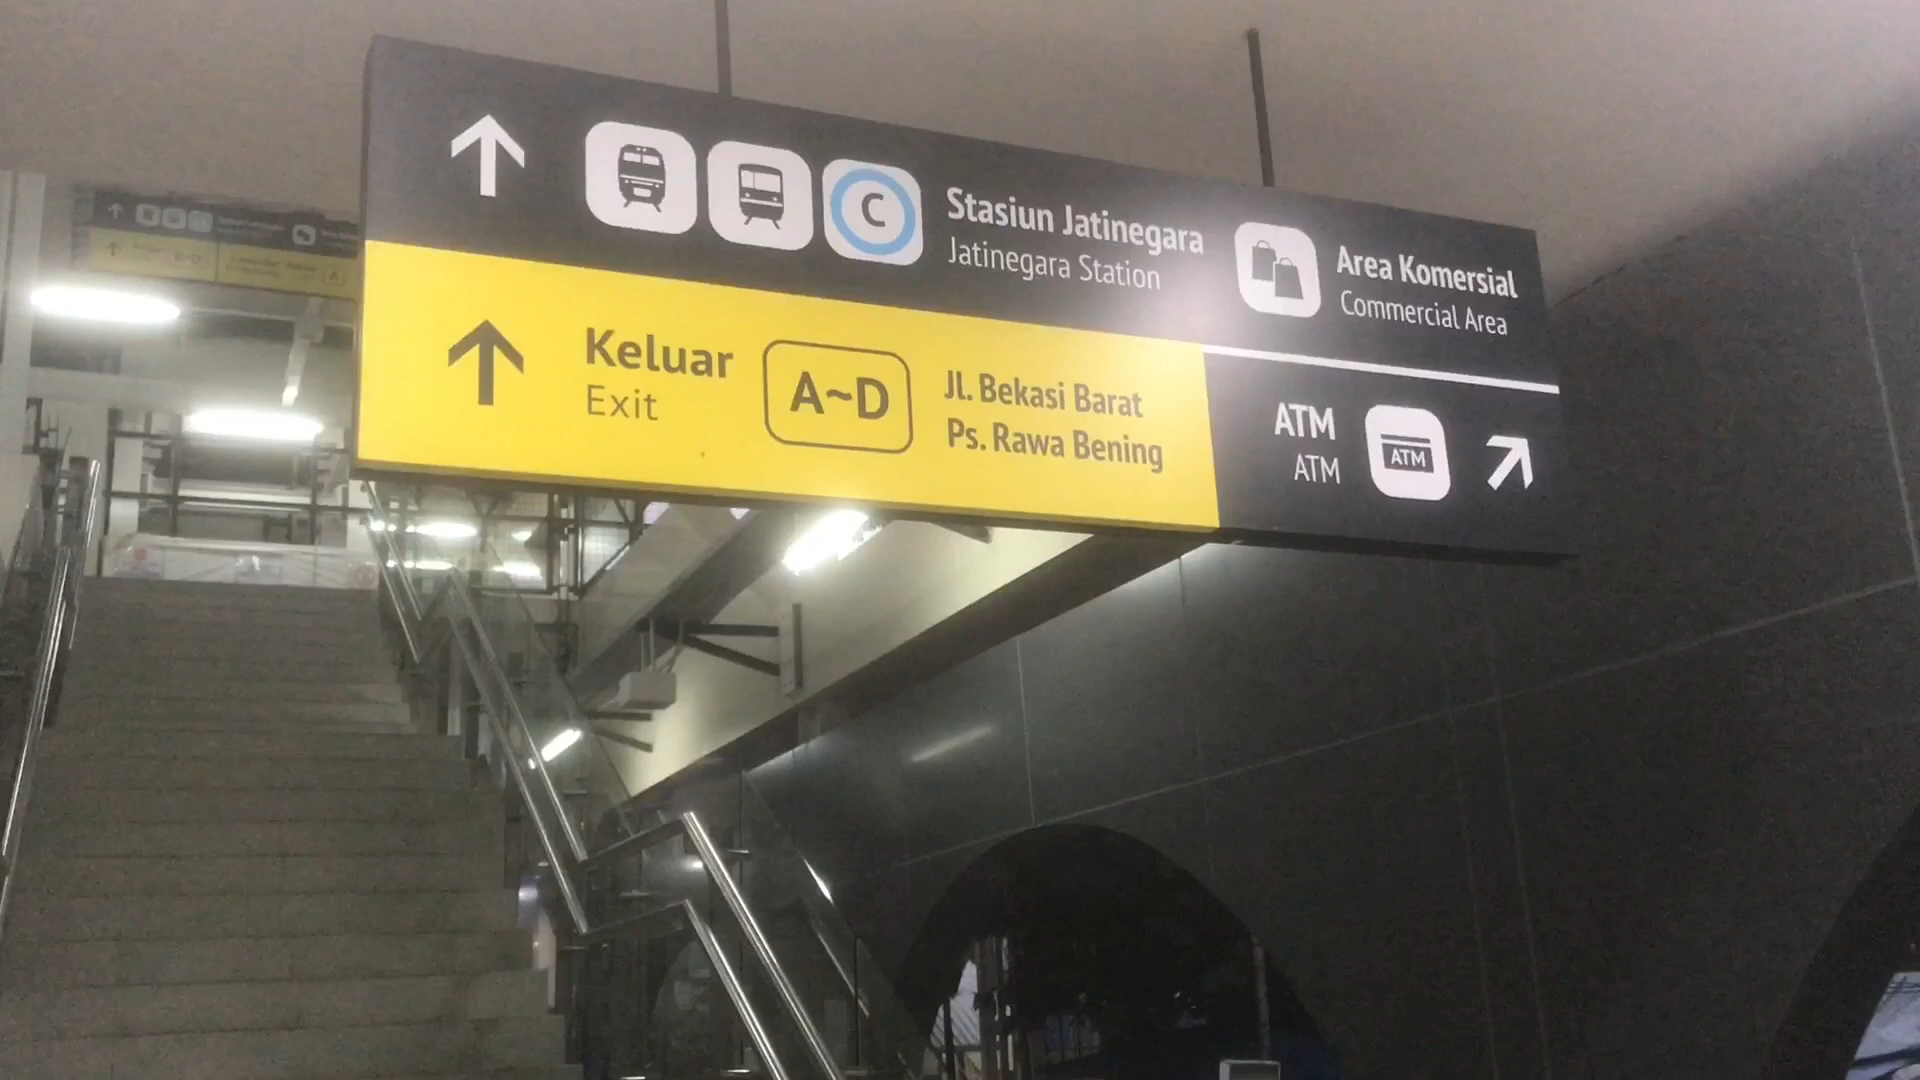 C
Stasiun Jatinegara
Jatinegara Station
Area Komersial
Commercial Area
Keluar
Exit
A~D
Jl. Bekasi Barat
Ps. Rawa Bening
ATM
ATM
ATM